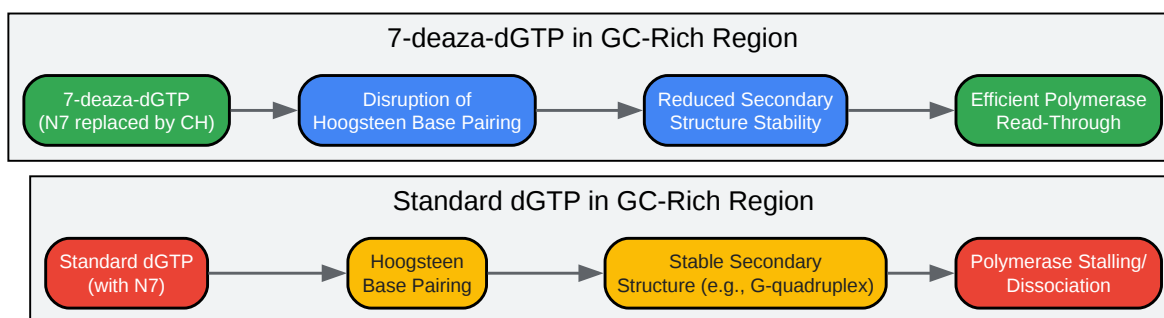 7-deaza-dGTP in GC-Rich Region
7-deaza-dGTP
(N7 replaced by CH)
Disruption of
Hoogsteen Base Pairing
Reduced Secondary
Structure Stability
Efficient Polymerase
Read-Through
Standard dGTP in GC-Rich Region
Standard dGTP
(with N7)
Hoogsteen
Base Pairing
Stable Secondary
Structure (e.g., G-quadruplex)
Polymerase Stalling/
Dissociation